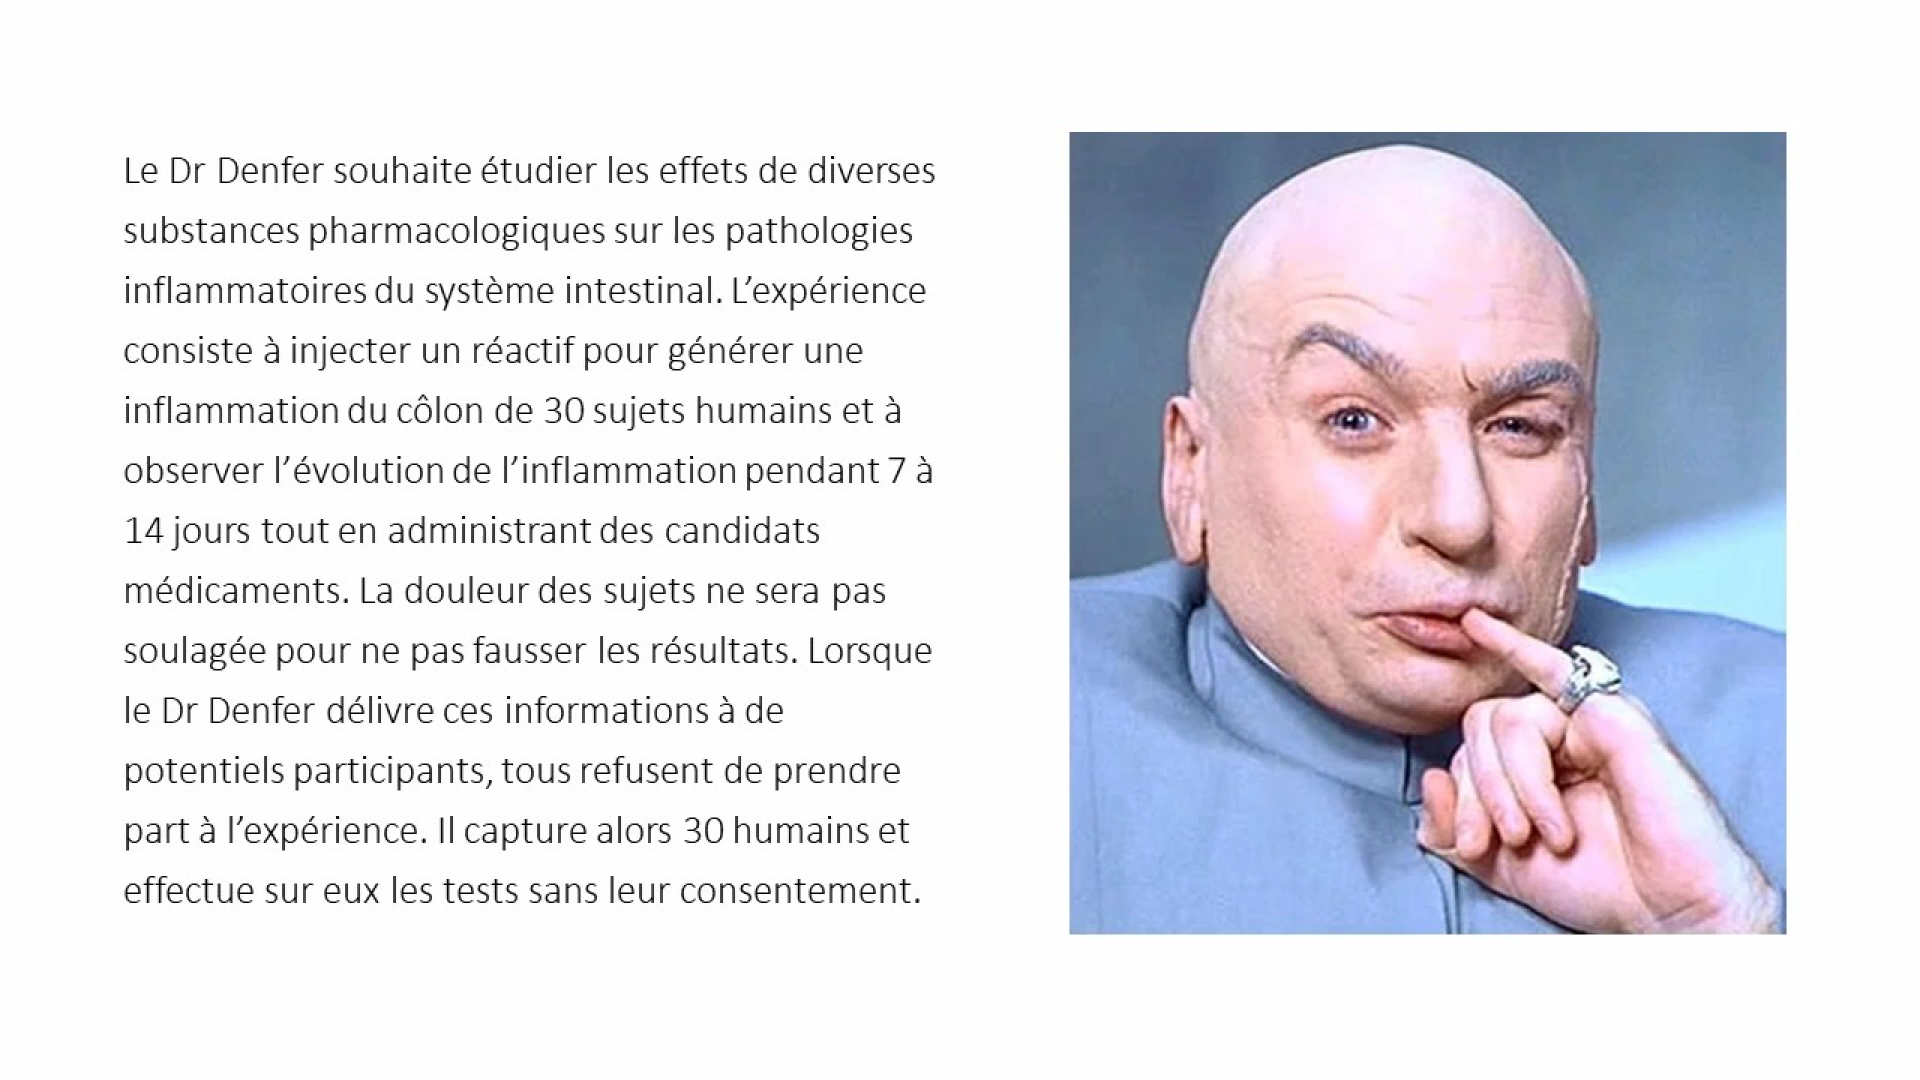 Le Dr Denfer souhaite étudier les effets de diverses
substances pharmacologiques sur les pathologies
inflammatoires du système intestinal. L’expérience
consiste à injecter un réactif pour générer une
inflammation du côlon de 30 sujets humains et à
observer l’évolution de l’inflammation pendant 7 à
14 jours tout en administrant des candidats
médicaments. La douleur des sujets ne sera pas
soulagée pour ne pas fausser les résultats. Lorsque
le Dr Denfer délivre ces informations à de
potentiels participants, tous refusent de prendre
part à l’expérience. Il capture alors 30 humains et
effectue sur eux les tests sans leur consentement.